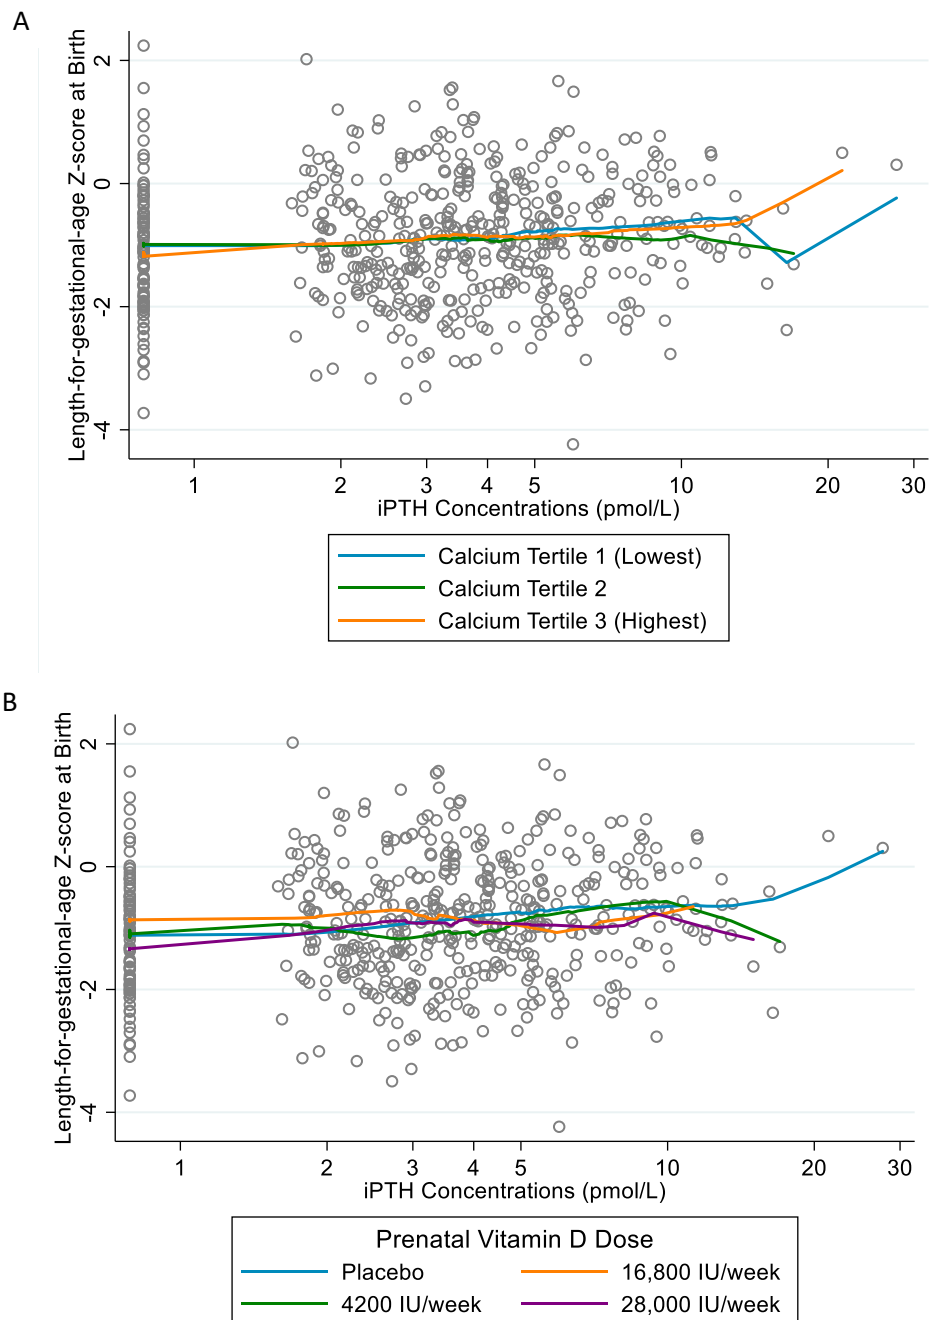 A
Length-for-gestational-age Z-score at Birth
2
0
-2
-4
1 2 3 4 5 10 20 30
iPTH Concentrations (pmol/L)
Calcium Tertile 1 (Lowest)
Calcium Tertile 2
Calcium Tertile 3 (Highest)
B
Length-for-gestational-age Z-score at Birth
2
0
-2
-4
1 2 3 4 5 10 20 30
iPTH Concentrations (pmol/L)
Prenatal Vitamin D Dose
Placebo 16,800 IU/week
4200 IU/week 28,000 IU/week